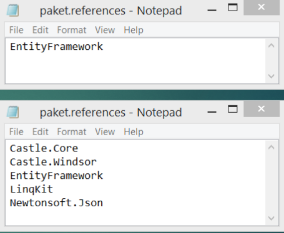 paket.references - Notepad
File Edit Format View Help
EntityFramework
paket.references - Notepad
File Edit Format View Help
Castle.Core
Castle.Windsor
EntityFramework
LinqKit
Newtonsoft.Json